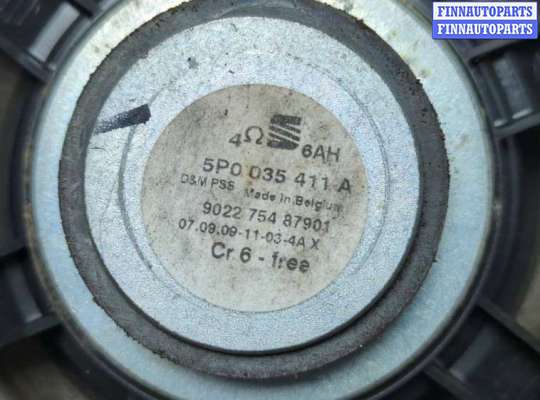 FINNAUTOPARTS
FINNAUTOPARTS
4Ω 6AH
5P0 035 411 A
D&M PSS Made in Belgium
9022 754 87901
07.09.09-11-03-4A X
Cr 6 - free